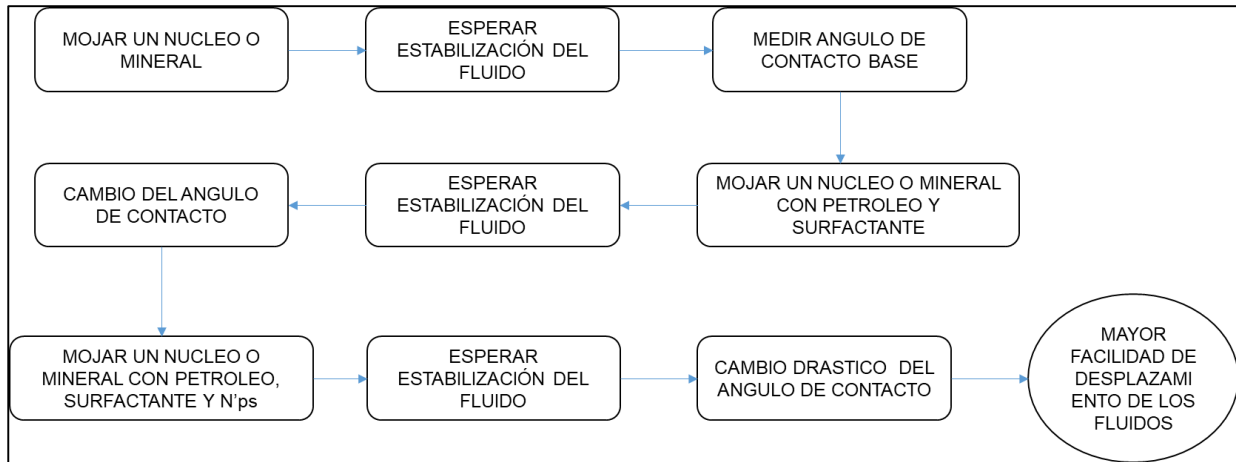 MOJAR UN NUCLEO O
MINERAL
ESPERAR
ESTABILIZACIÓN DEL
FLUIDO
MEDIR ANGULO DE
CONTACTO BASE
MOJAR UN NUCLEO O MINERAL
CON PETROLEO Y
SURFACTANTE
ESPERAR
ESTABILIZACIÓN DEL
FLUIDO
CAMBIO DEL ANGULO
DE CONTACTO
MOJAR UN NUCLEO O
MINERAL CON PETROLEO,
SURFACTANTE Y N'ps
ESPERAR
ESTABILIZACIÓN DEL
FLUIDO
CAMBIO DRASTICO DEL
ANGULO DE CONTACTO
MAYOR
FACILIDAD DE
DESPLAZAMI
ENTO DE LOS
FLUIDOS